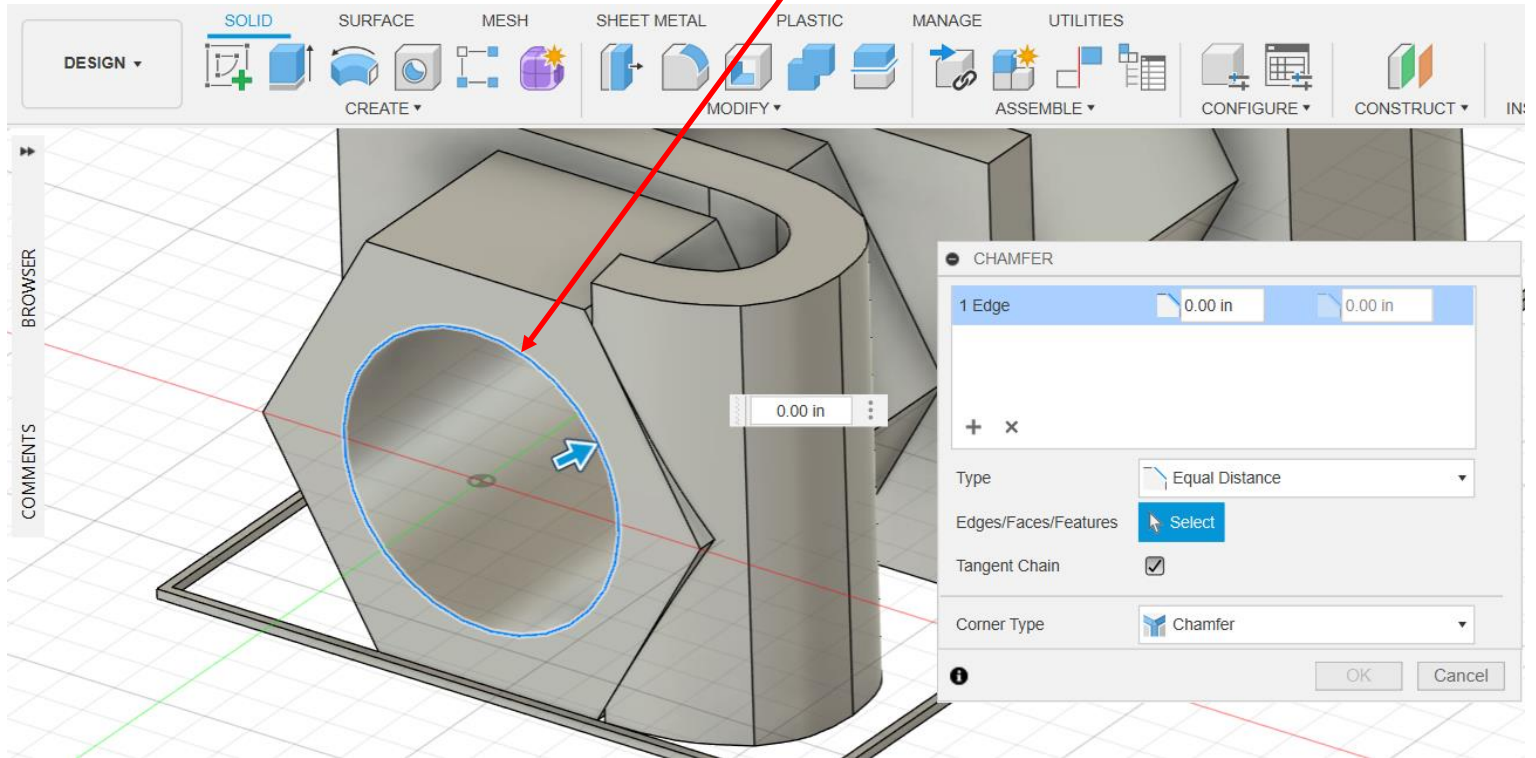 SOLID SURFACE MESH SHEET METAL PLASTIC MANAGE UTILITIES
DESIGN ▾
CREATE ▾ MODIFY ▾ ASSEMBLE ▾ CONFIGURE ▾ CONSTRUCT ▾ INS
BROWSER
COMMENTS
CHAMFER
1 Edge 0.00 in 0.00 in
0.00 in
Type Equal Distance
Edges/Faces/Features Select
Tangent Chain
Corner Type Chamfer
OK Cancel